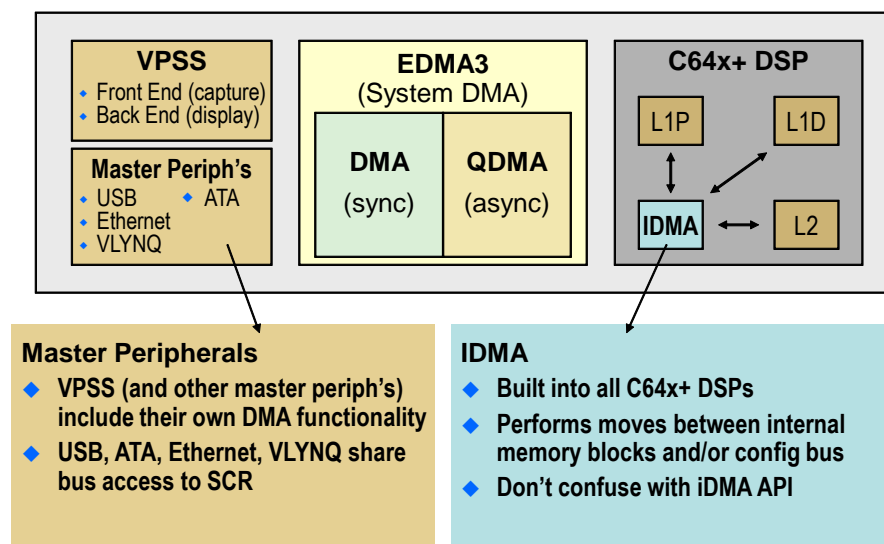 VPSS
◆ Front End (capture)
◆ Back End (display)
Master Periph's
◆ USB ◆ ATA
◆ Ethernet
◆ VLYNQ
EDMA3
(System DMA)
DMA
(sync)
QDMA
(async)
C64x+ DSP
L1P
L1D
IDMA
L2
Master Peripherals
◆ VPSS (and other master periph's)
include their own DMA functionality
◆ USB, ATA, Ethernet, VLYNQ share
bus access to SCR
IDMA
◆ Built into all C64x+ DSPs
◆ Performs moves between internal
memory blocks and/or config bus
◆ Don't confuse with iDMA API